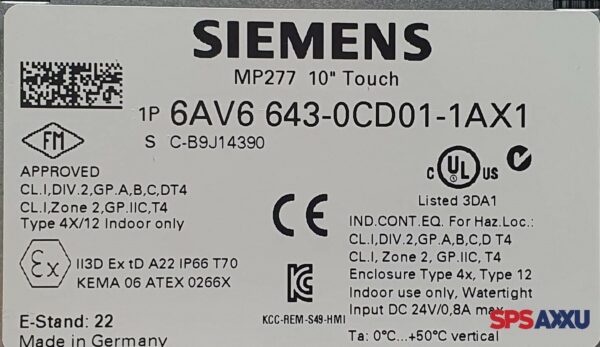 SIEMENS
MP277 10" Touch
1P 6AV6 643-0CD01-1AX1
S C-B9J14390
FM
APPROVED
CL.I,DIV.2,GP.A,B,C,DT4
CL.I,Zone 2,GP.IIC,T4
Type 4X/12 Indoor only
c UL US
Listed 3DA1
CE
IND.CONT.EQ. For Haz.Loc.:
CL.I,DIV.2,GP.A,B,C,D T4
CL.I, Zone 2, GP.IIC, T4
Enclosure Type 4x, Type 12
Indoor use only, Watertight
Input DC 24V/0,8A max
Ta: 0°C...+50°C vertical
Ex
II3D Ex tD A22 IP66 T70
KEMA 06 ATEX 0266X
KCC-REM-S49-HMI
E-Stand: 22
Made in Germany
SPSAXXU